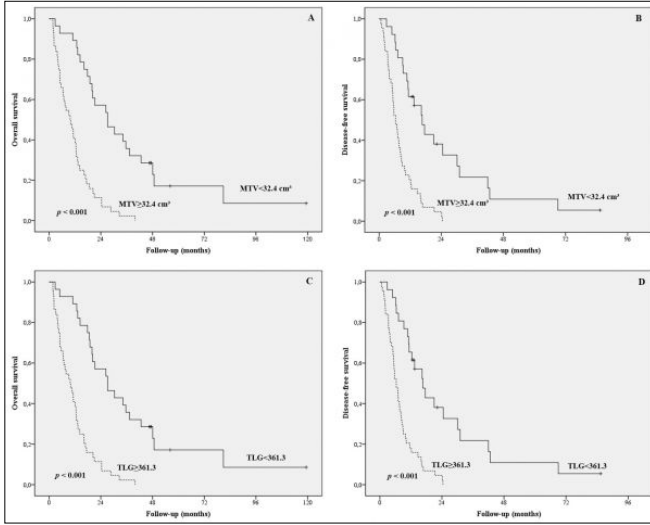 A
Overall survival
1,0
0,8
0,6
0,4
0,2
0,0
MTV<32.4 cm³
MTV≥32.4 cm³
p < 0.001
0 24 48 72 96 120
Follow-up (months)
B
Disease-free survival
1,0
0,8
0,6
0,4
0,2
0,0
MTV<32.4 cm³
MTV≥32.4 cm³
p < 0.001
0 24 48 72 96
Follow-up (months)
C
Overall survival
1,0
0,8
0,6
0,4
0,2
0,0
TLG<361.3
TLG≥361.3
p < 0.001
0 24 48 72 96 120
Follow-up (months)
D
Disease-free survival
1,0
0,8
0,6
0,4
0,2
0,0
TLG≥361.3
TLG<361.3
p < 0.001
0 24 48 72 96
Follow-up (months)